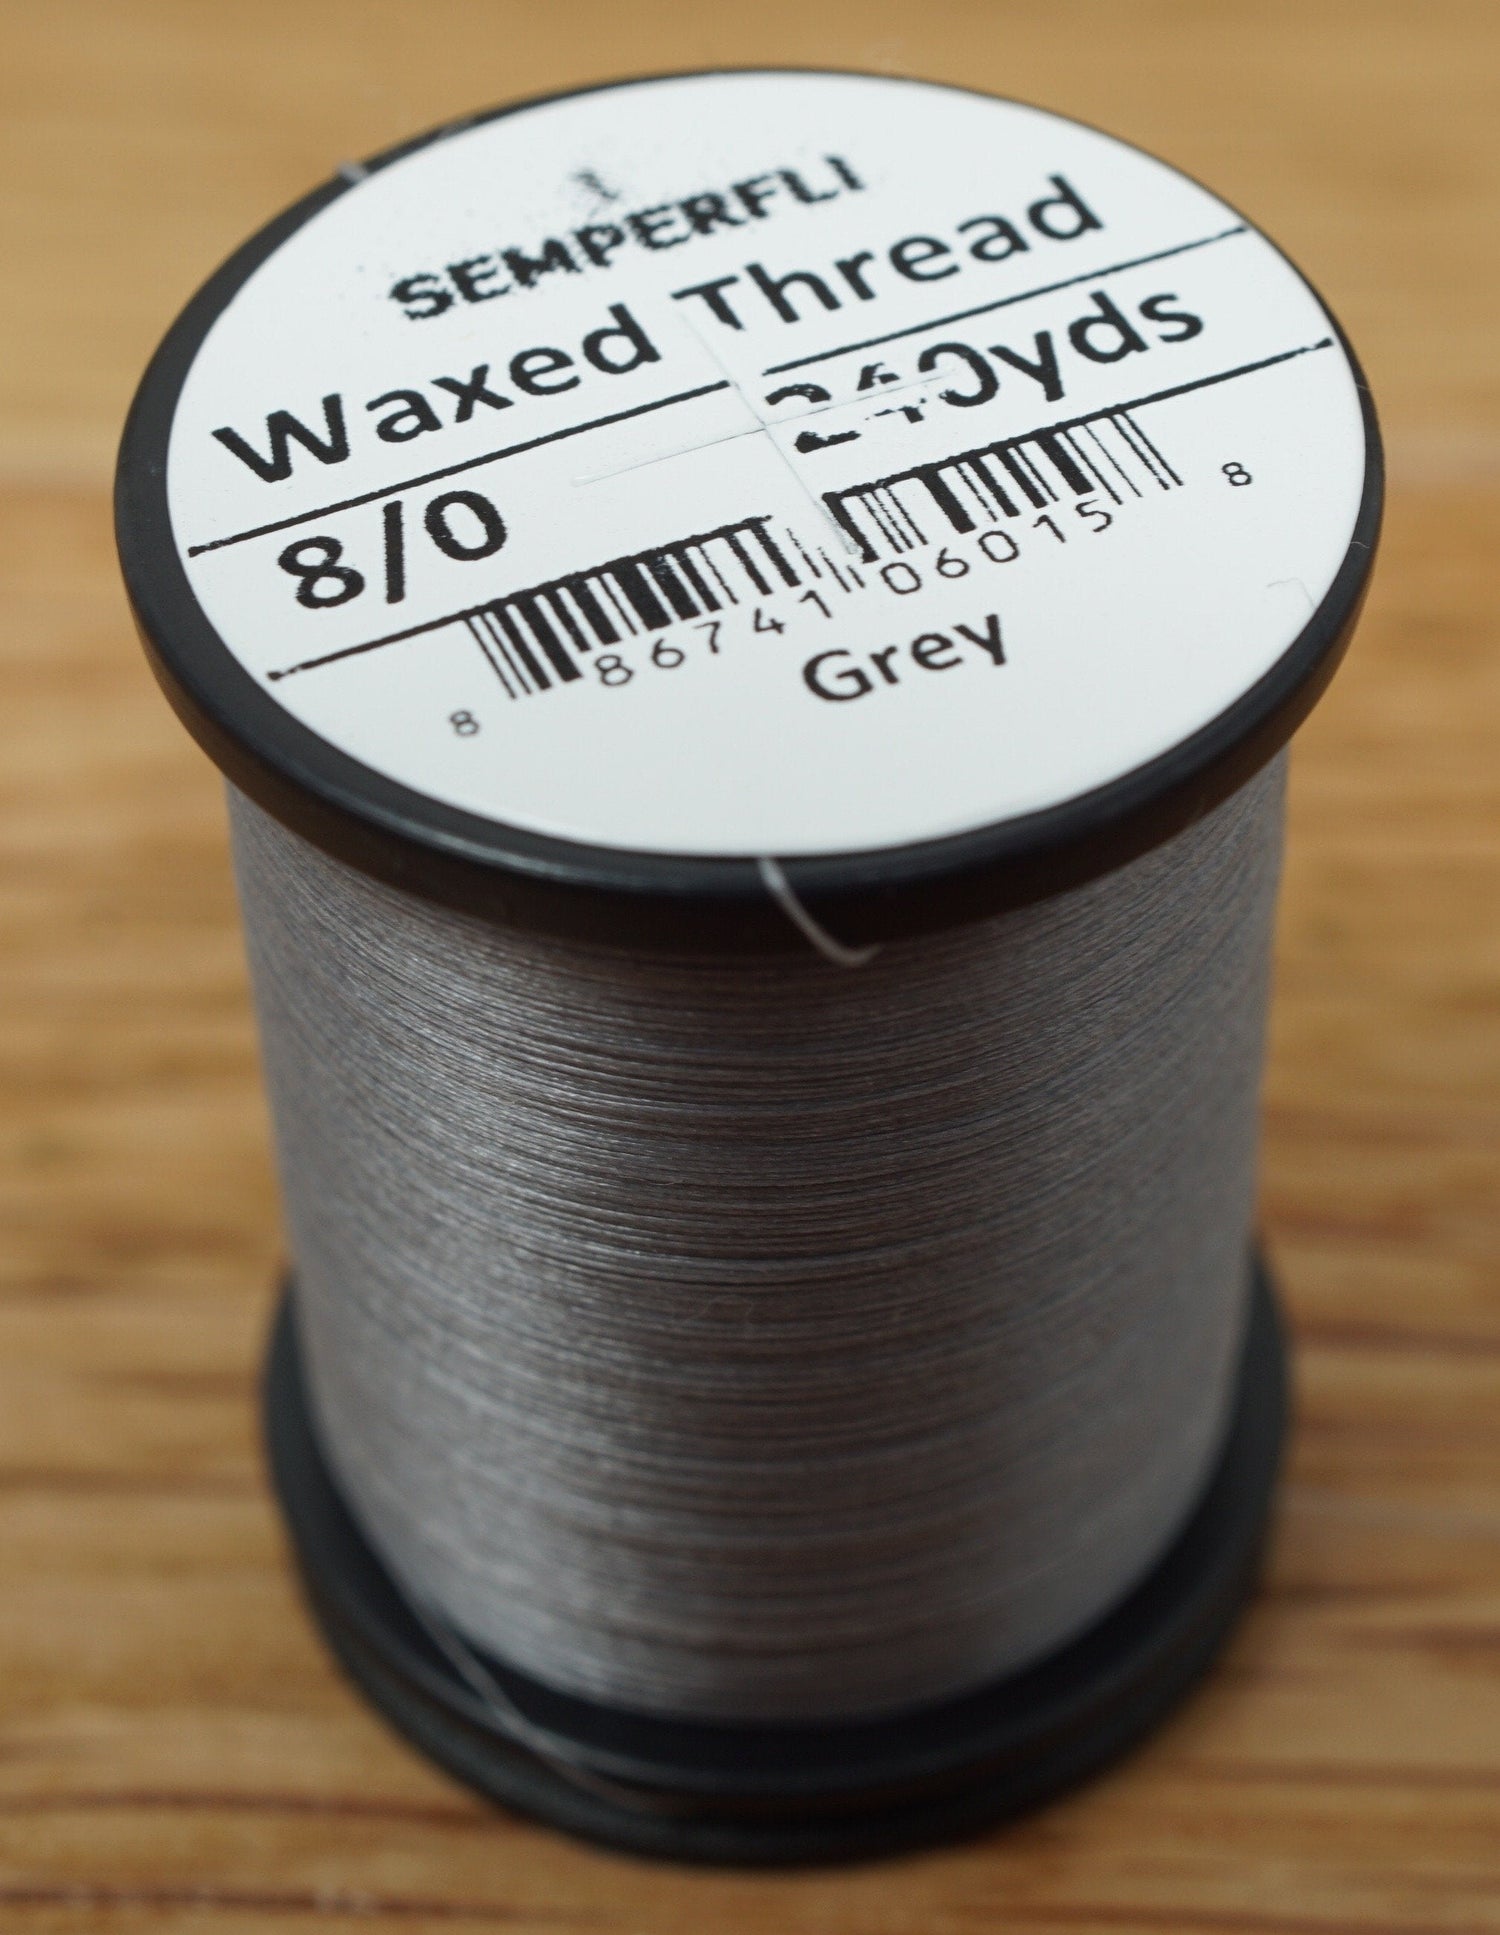 SEMPERFLI
Waxed Thread
8/0 240yds
8 86741 06015 8
Grey